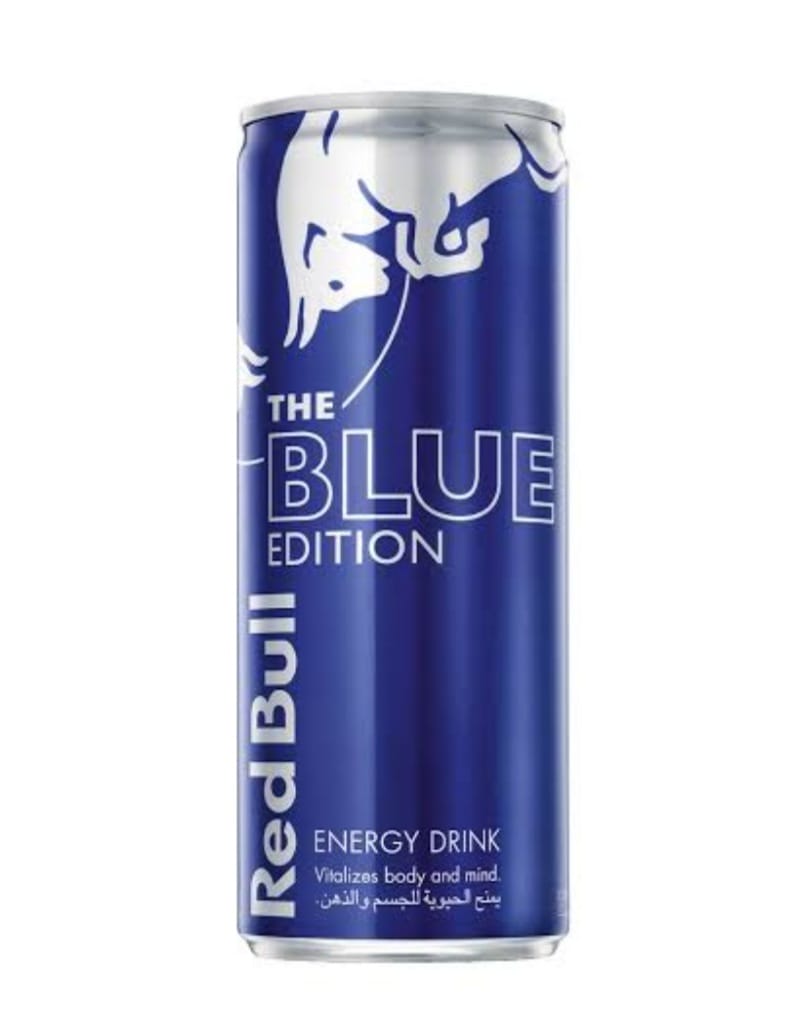 THE
BLUE
EDITION
Red Bull
ENERGY DRINK
Vitalizes body and mind.
يمنح الحيوية للجسم والذهن.